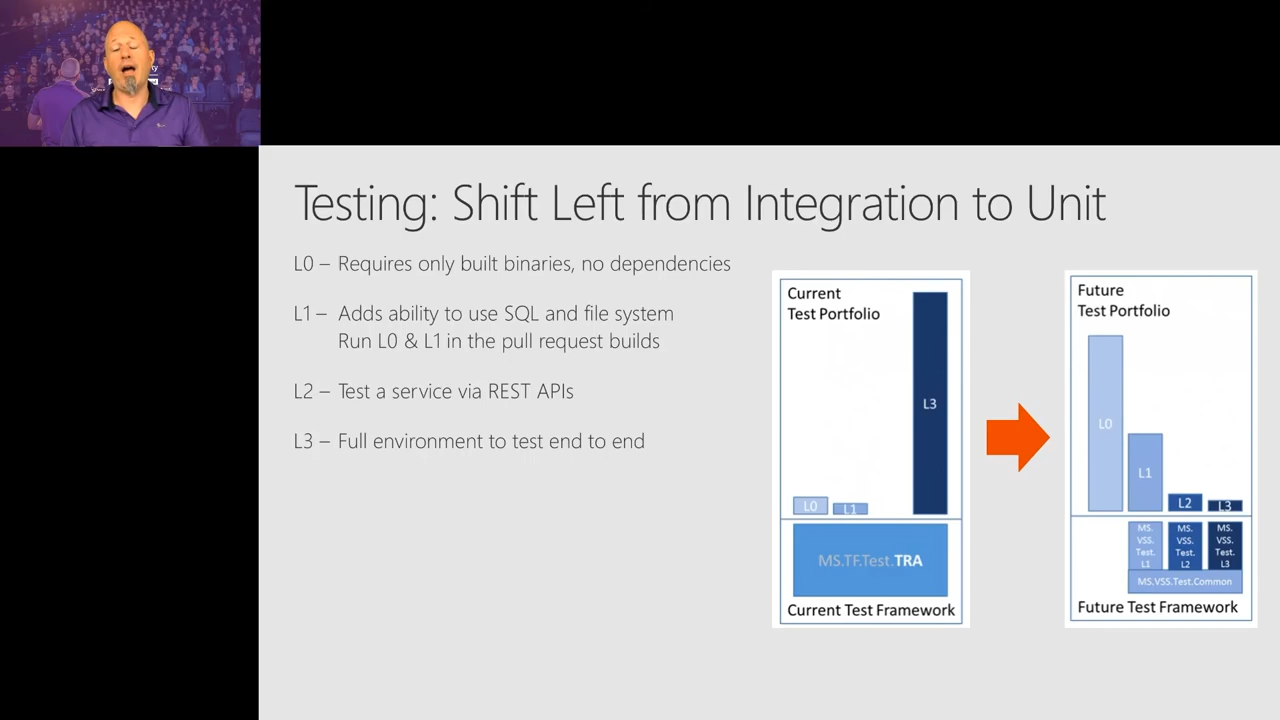 Testing: Shift Left from Integration to Unit
L0 – Requires only built binaries, no dependencies
L1 – Adds ability to use SQL and file system
Run L0 & L1 in the pull request builds
L2 – Test a service via REST APIs
L3 – Full environment to test end to end
Current
Test Portfolio
L0
L1
L3
MS.TF.Test.TRA
Current Test Framework
Future
Test Portfolio
L0
L1
L2
L3
MS.
VSS.
Test.
L1
MS.
VSS.
Test.
L2
MS.
VSS.
Test.
L3
MS.VSS.Test.Common
Future Test Framework